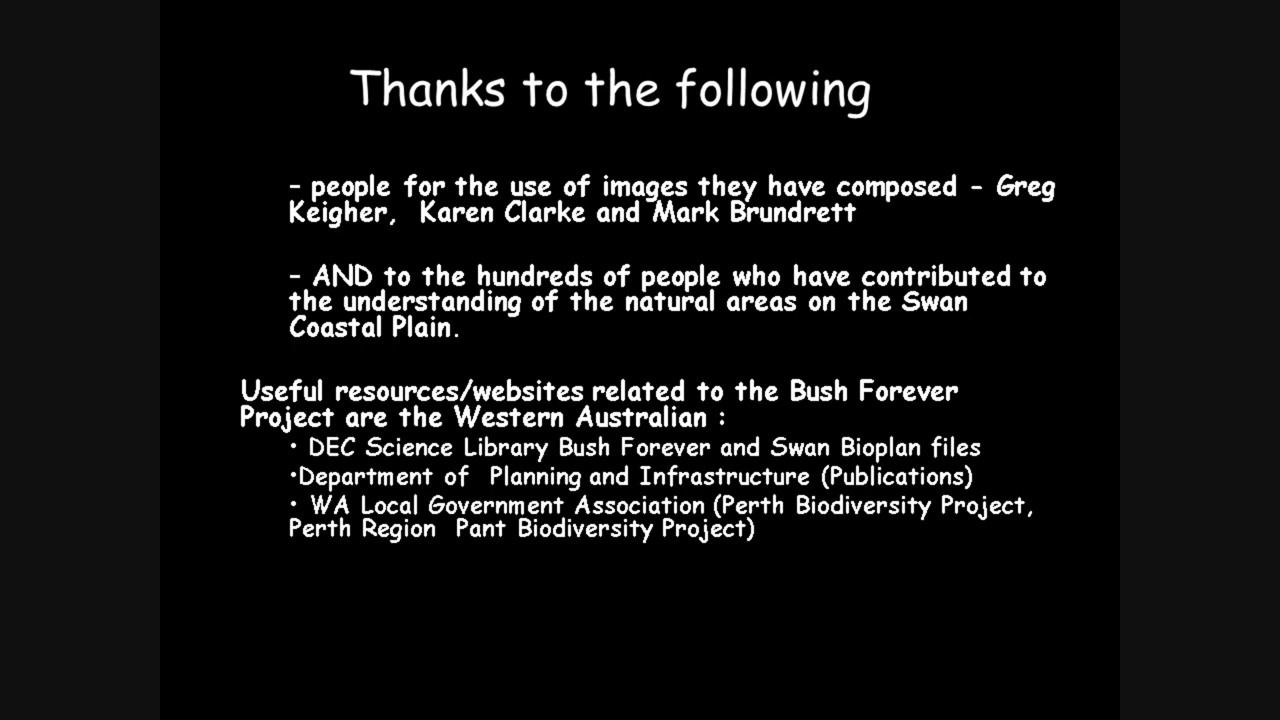 Thanks to the following
– people for the use of images they have composed – Greg
Keigher,  Karen Clarke and Mark Brundrett
– AND to the hundreds of people who have contributed to
the understanding of the natural areas on the Swan
Coastal Plain.
Useful resources/websites related to the Bush Forever
Project are the Western Australian :
• DEC Science Library Bush Forever and Swan Bioplan files
•Department of  Planning and Infrastructure (Publications)
• WA Local Government Association (Perth Biodiversity Project,
Perth Region  Pant Biodiversity Project)